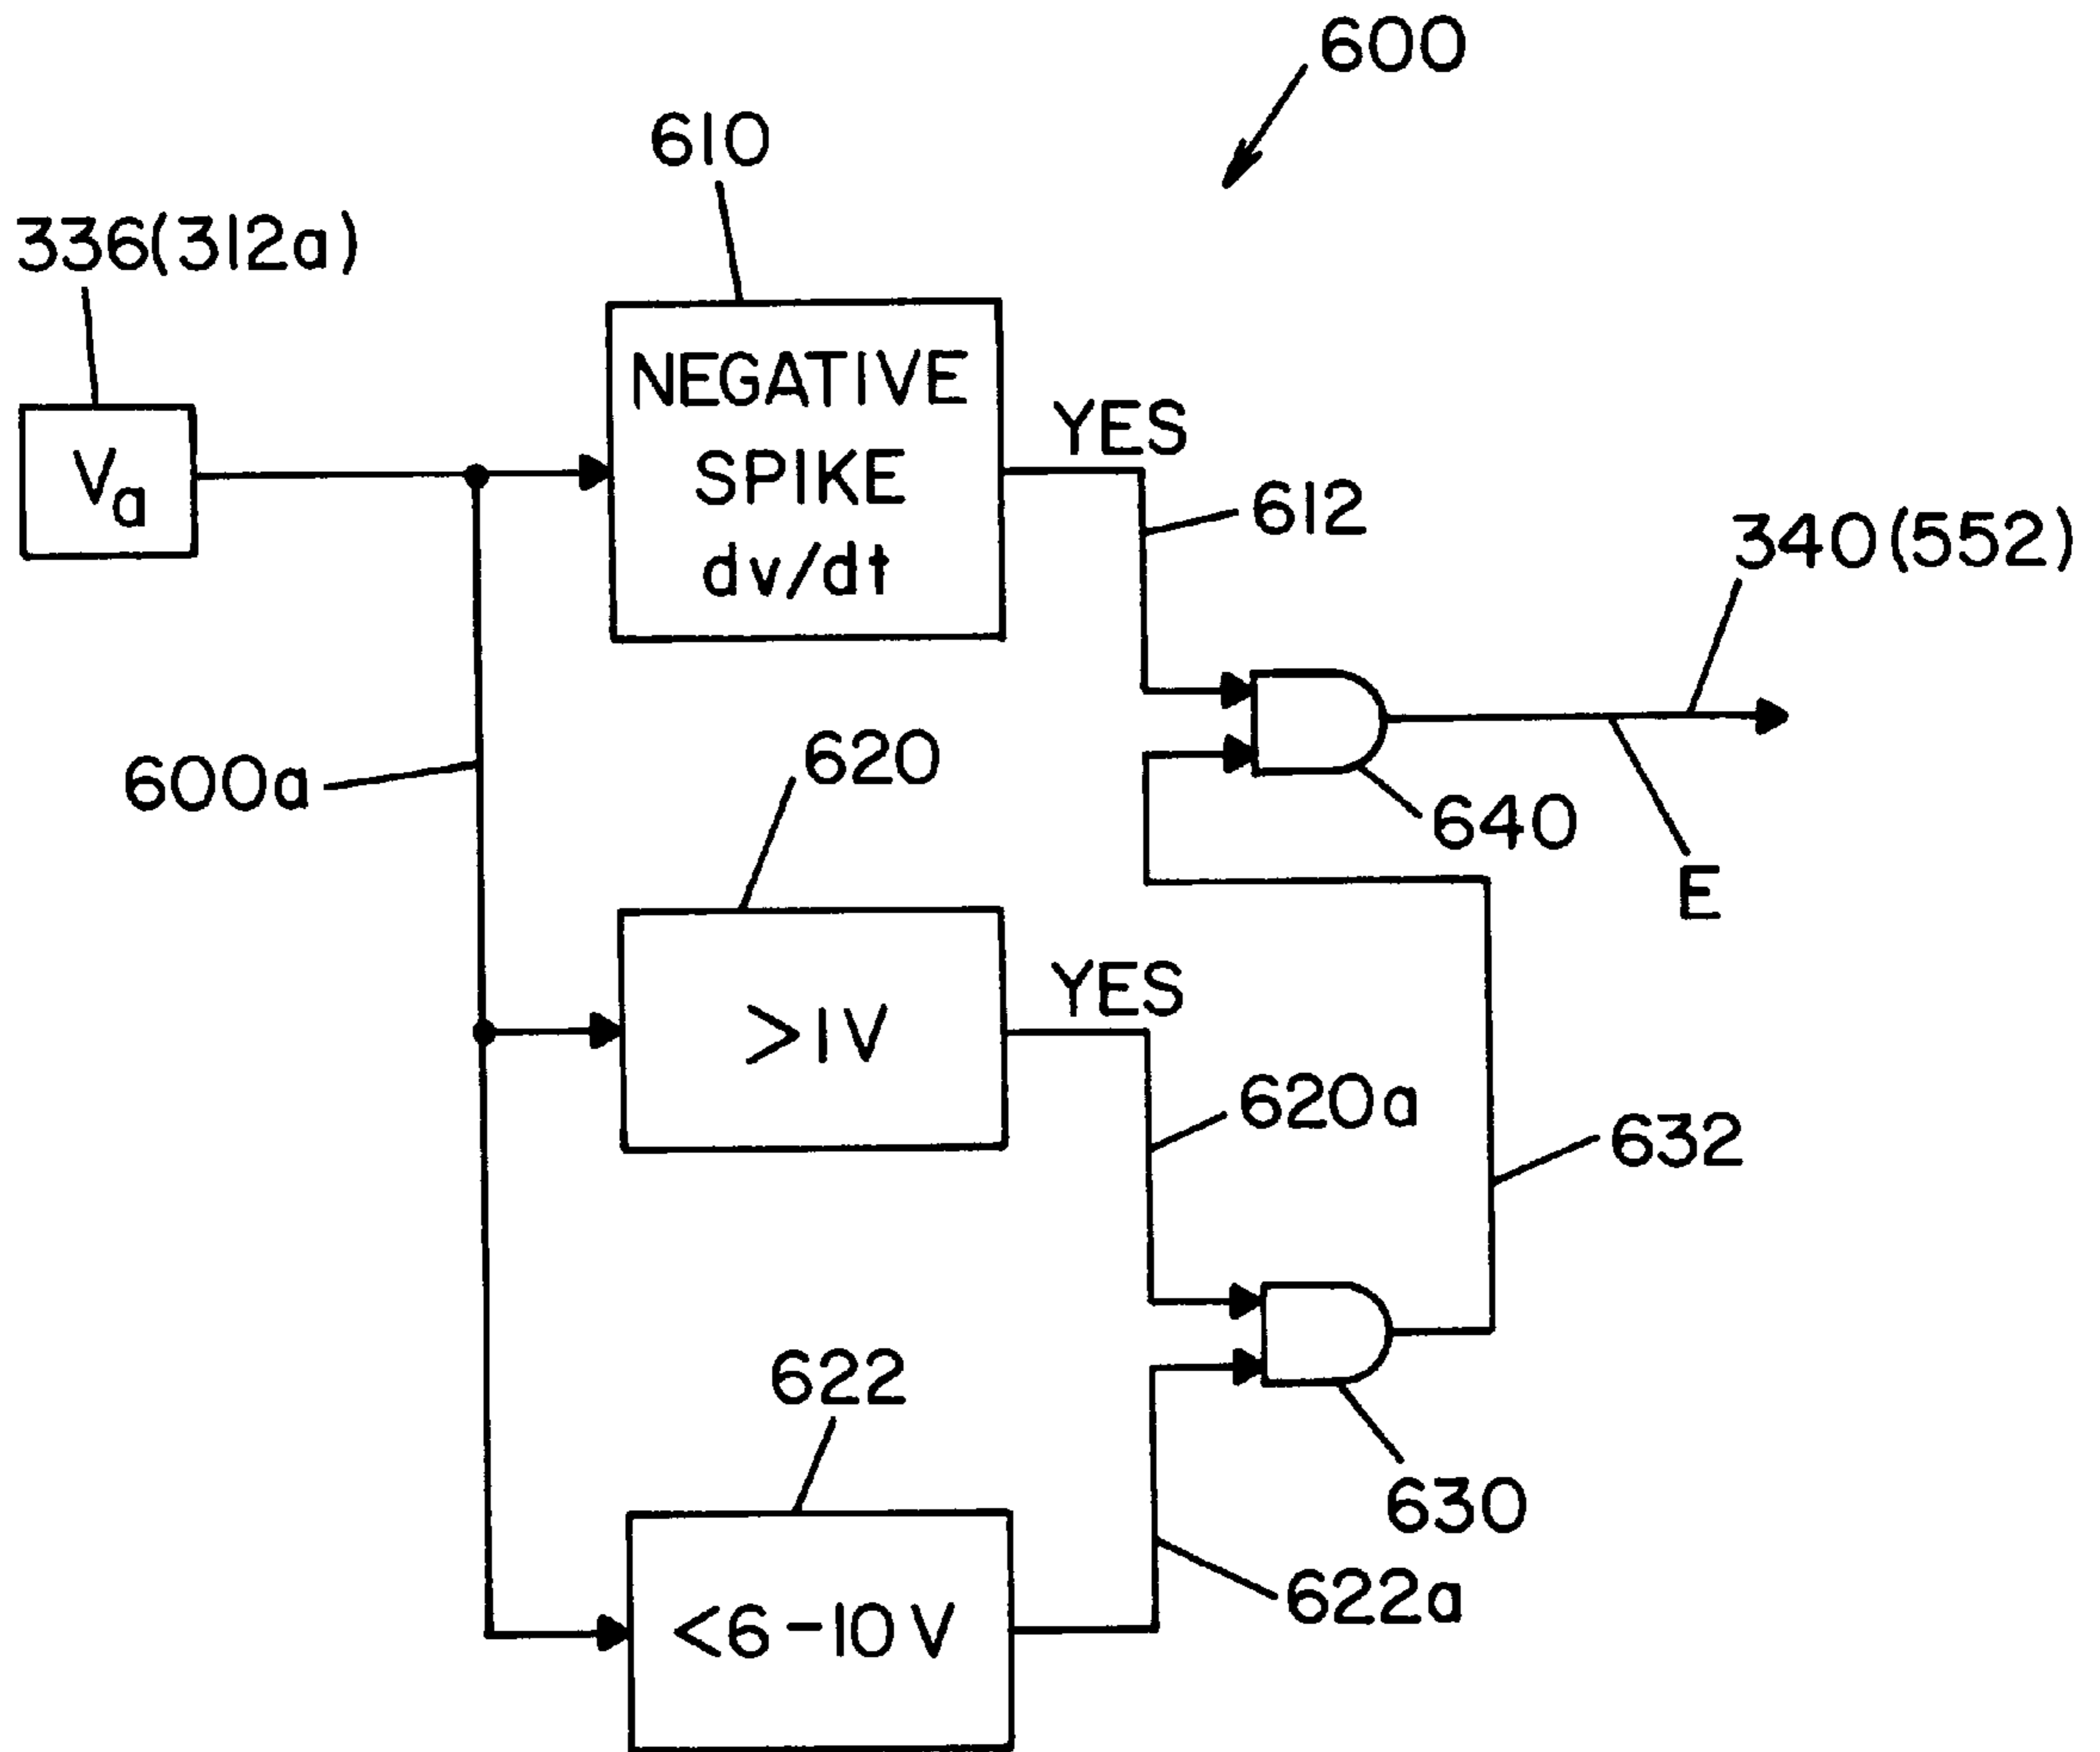 600
610
336(312a)
NEGATIVE
SPIKE
dv/dt
YES
Va
612
340(552)
600a
620
640
E
>1V
YES
620a
632
622
630
<6-10V
622a